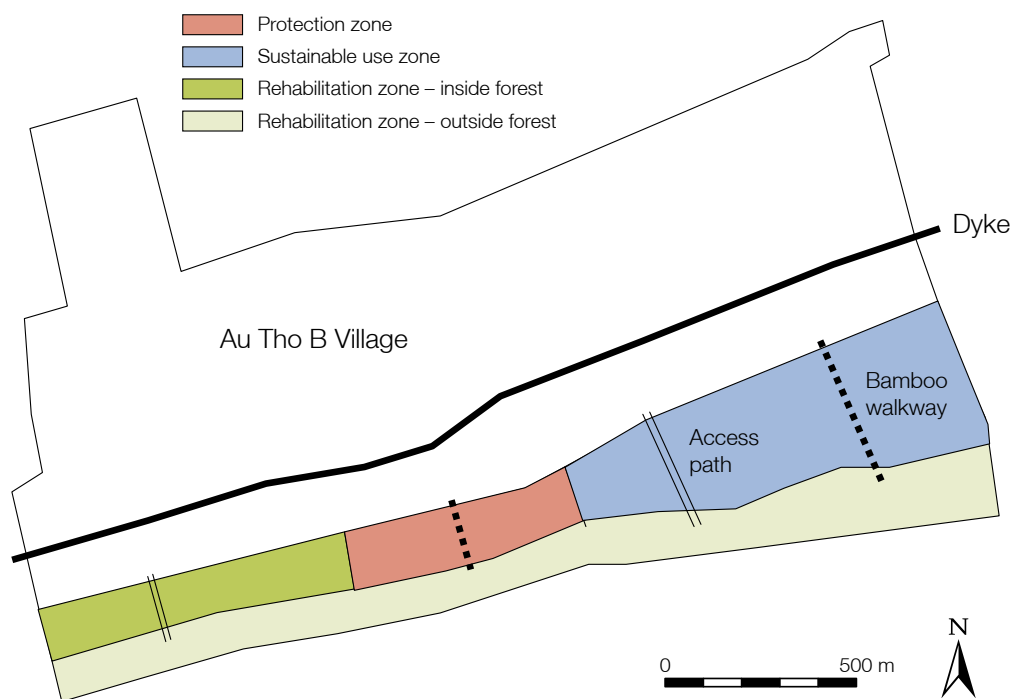 Protection zone
Sustainable use zone
Rehabilitation zone – inside forest
Rehabilitation zone – outside forest
Dyke
Au Tho B Village
Bamboo
walkway
Access
path
N
0 500 m